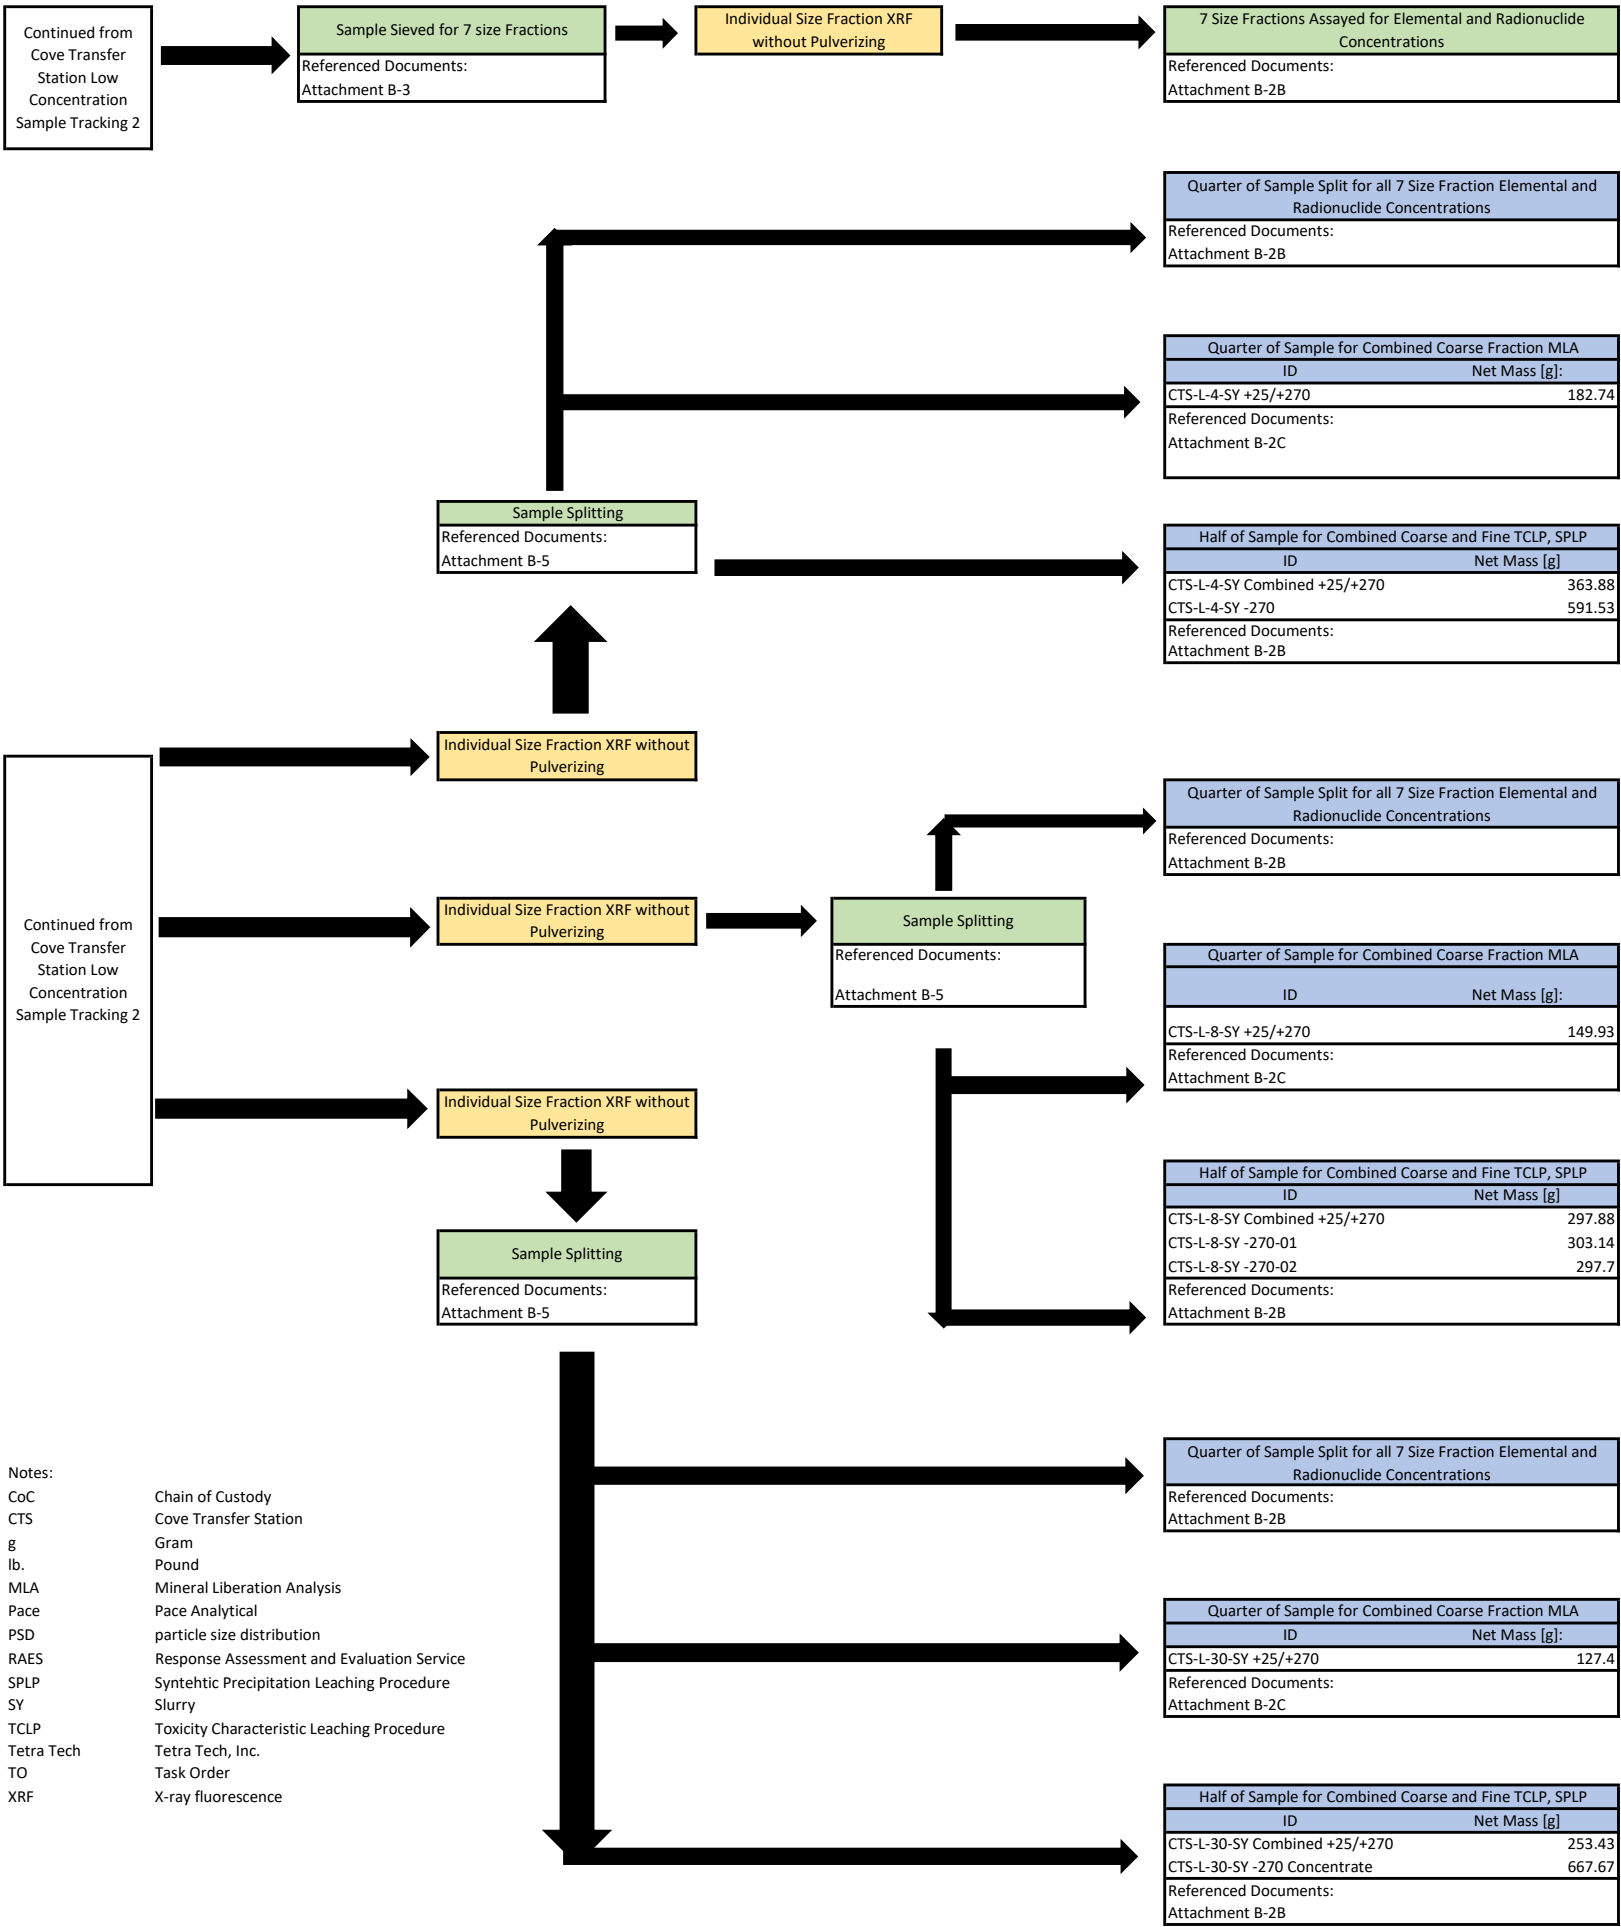 Continued from
Cove Transfer
Station Low
Concentration
Sample Tracking 2
Sample Sieved for 7 size Fractions
Referenced Documents:
Attachment B-3
Individual Size Fraction XRF
without Pulverizing
7 Size Fractions Assayed for Elemental and Radionuclide
Concentrations
Referenced Documents:
Attachment B-2B
Quarter of Sample Split for all 7 Size Fraction Elemental and
Radionuclide Concentrations
Referenced Documents:
Attachment B-2B
Quarter of Sample for Combined Coarse Fraction MLA
ID Net Mass [g]:
CTS-L-4-SY +25/+270 182.74
Referenced Documents:
Attachment B-2C
Sample Splitting
Referenced Documents:
Attachment B-5
Half of Sample for Combined Coarse and Fine TCLP, SPLP
ID Net Mass [g]
CTS-L-4-SY Combined +25/+270 363.88
CTS-L-4-SY -270 591.53
Referenced Documents:
Attachment B-2B
Individual Size Fraction XRF without
Pulverizing
Continued from
Cove Transfer
Station Low
Concentration
Sample Tracking 2
Quarter of Sample Split for all 7 Size Fraction Elemental and
Radionuclide Concentrations
Referenced Documents:
Attachment B-2B
Individual Size Fraction XRF without
Pulverizing
Sample Splitting
Referenced Documents:
Attachment B-5
Quarter of Sample for Combined Coarse Fraction MLA
ID Net Mass [g]:
CTS-L-8-SY +25/+270 149.93
Referenced Documents:
Attachment B-2C
Individual Size Fraction XRF without
Pulverizing
Half of Sample for Combined Coarse and Fine TCLP, SPLP
ID Net Mass [g]
CTS-L-8-SY Combined +25/+270 297.88
CTS-L-8-SY -270-01 303.14
CTS-L-8-SY -270-02 297.7
Referenced Documents:
Attachment B-2B
Sample Splitting
Referenced Documents:
Attachment B-5
Quarter of Sample Split for all 7 Size Fraction Elemental and
Radionuclide Concentrations
Referenced Documents:
Attachment B-2B
Quarter of Sample for Combined Coarse Fraction MLA
ID Net Mass [g]:
CTS-L-30-SY +25/+270 127.4
Referenced Documents:
Attachment B-2C
Half of Sample for Combined Coarse and Fine TCLP, SPLP
ID Net Mass [g]
CTS-L-30-SY Combined +25/+270 253.43
CTS-L-30-SY -270 Concentrate 667.67
Referenced Documents:
Attachment B-2B
Notes:
CoC Chain of Custody
CTS Cove Transfer Station
g Gram
lb. Pound
MLA Mineral Liberation Analysis
Pace Pace Analytical
PSD particle size distribution
RAES Response Assessment and Evaluation Service
SPLP Syntehtic Precipitation Leaching Procedure
SY Slurry
TCLP Toxicity Characteristic Leaching Procedure
Tetra Tech Tetra Tech, Inc.
TO Task Order
XRF X-ray fluorescence